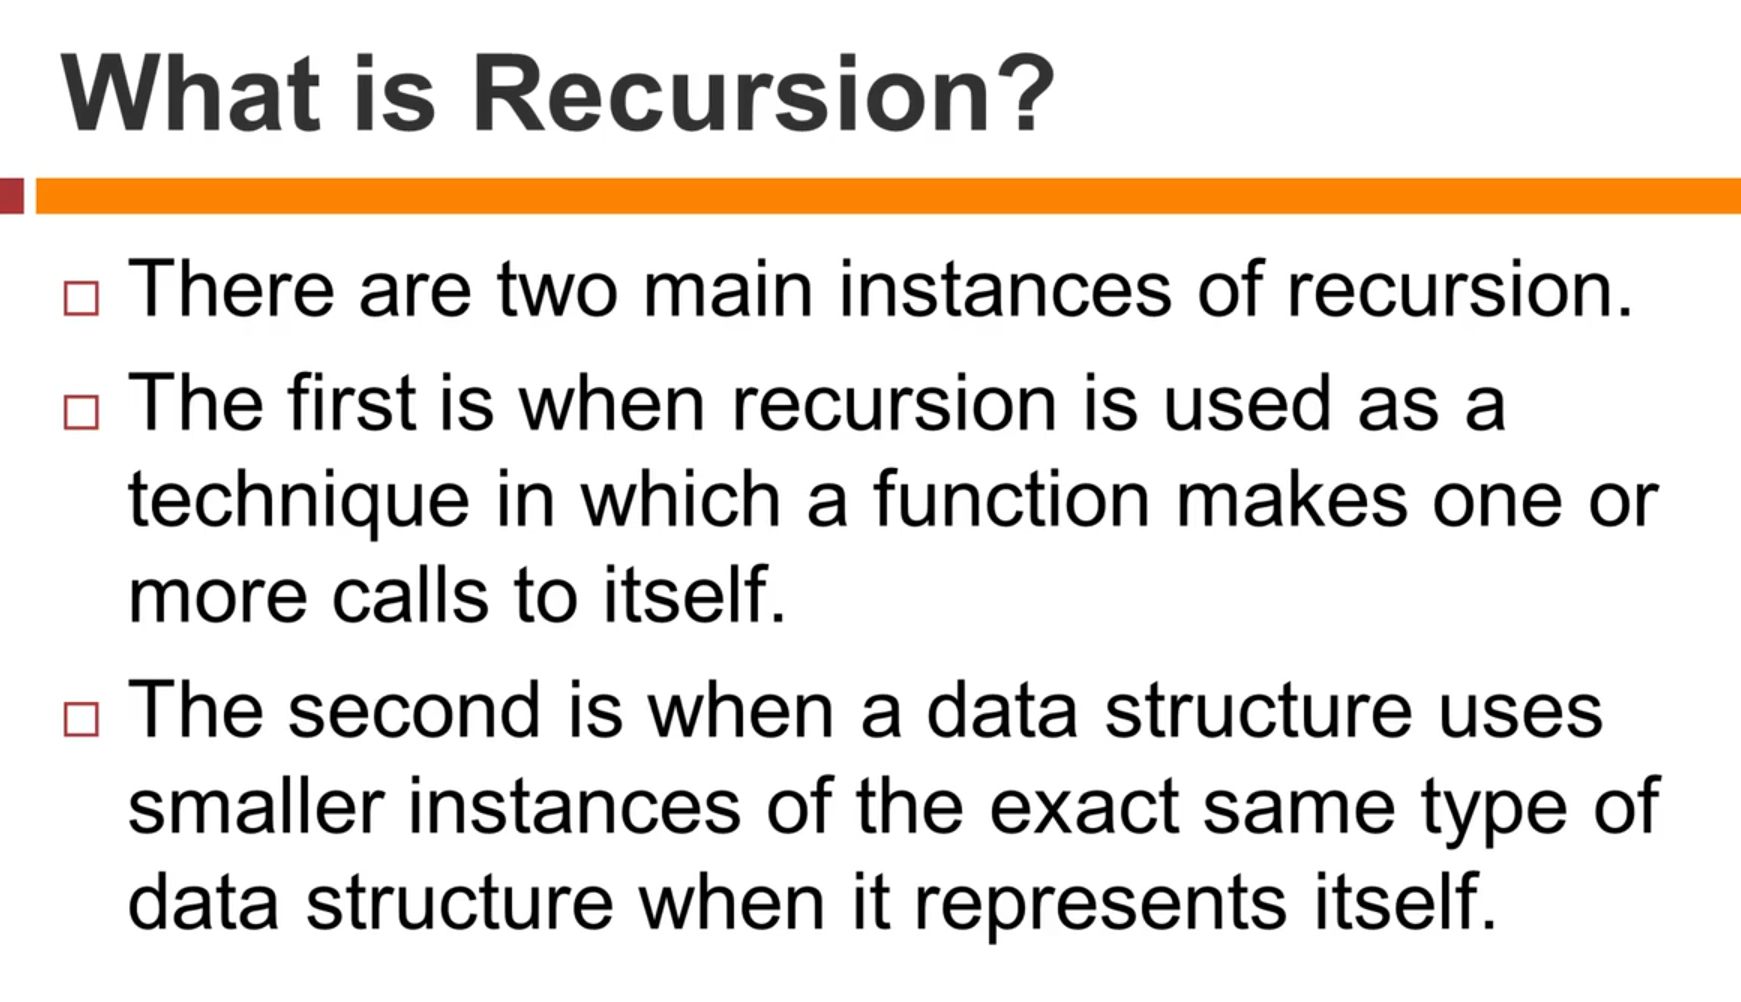 What is Recursion?
There are two main instances of recursion.
The first is when recursion is used as a
technique in which a function makes one or
more calls to itself.
The second is when a data structure uses
smaller instances of the exact same type of
data structure when it represents itself.